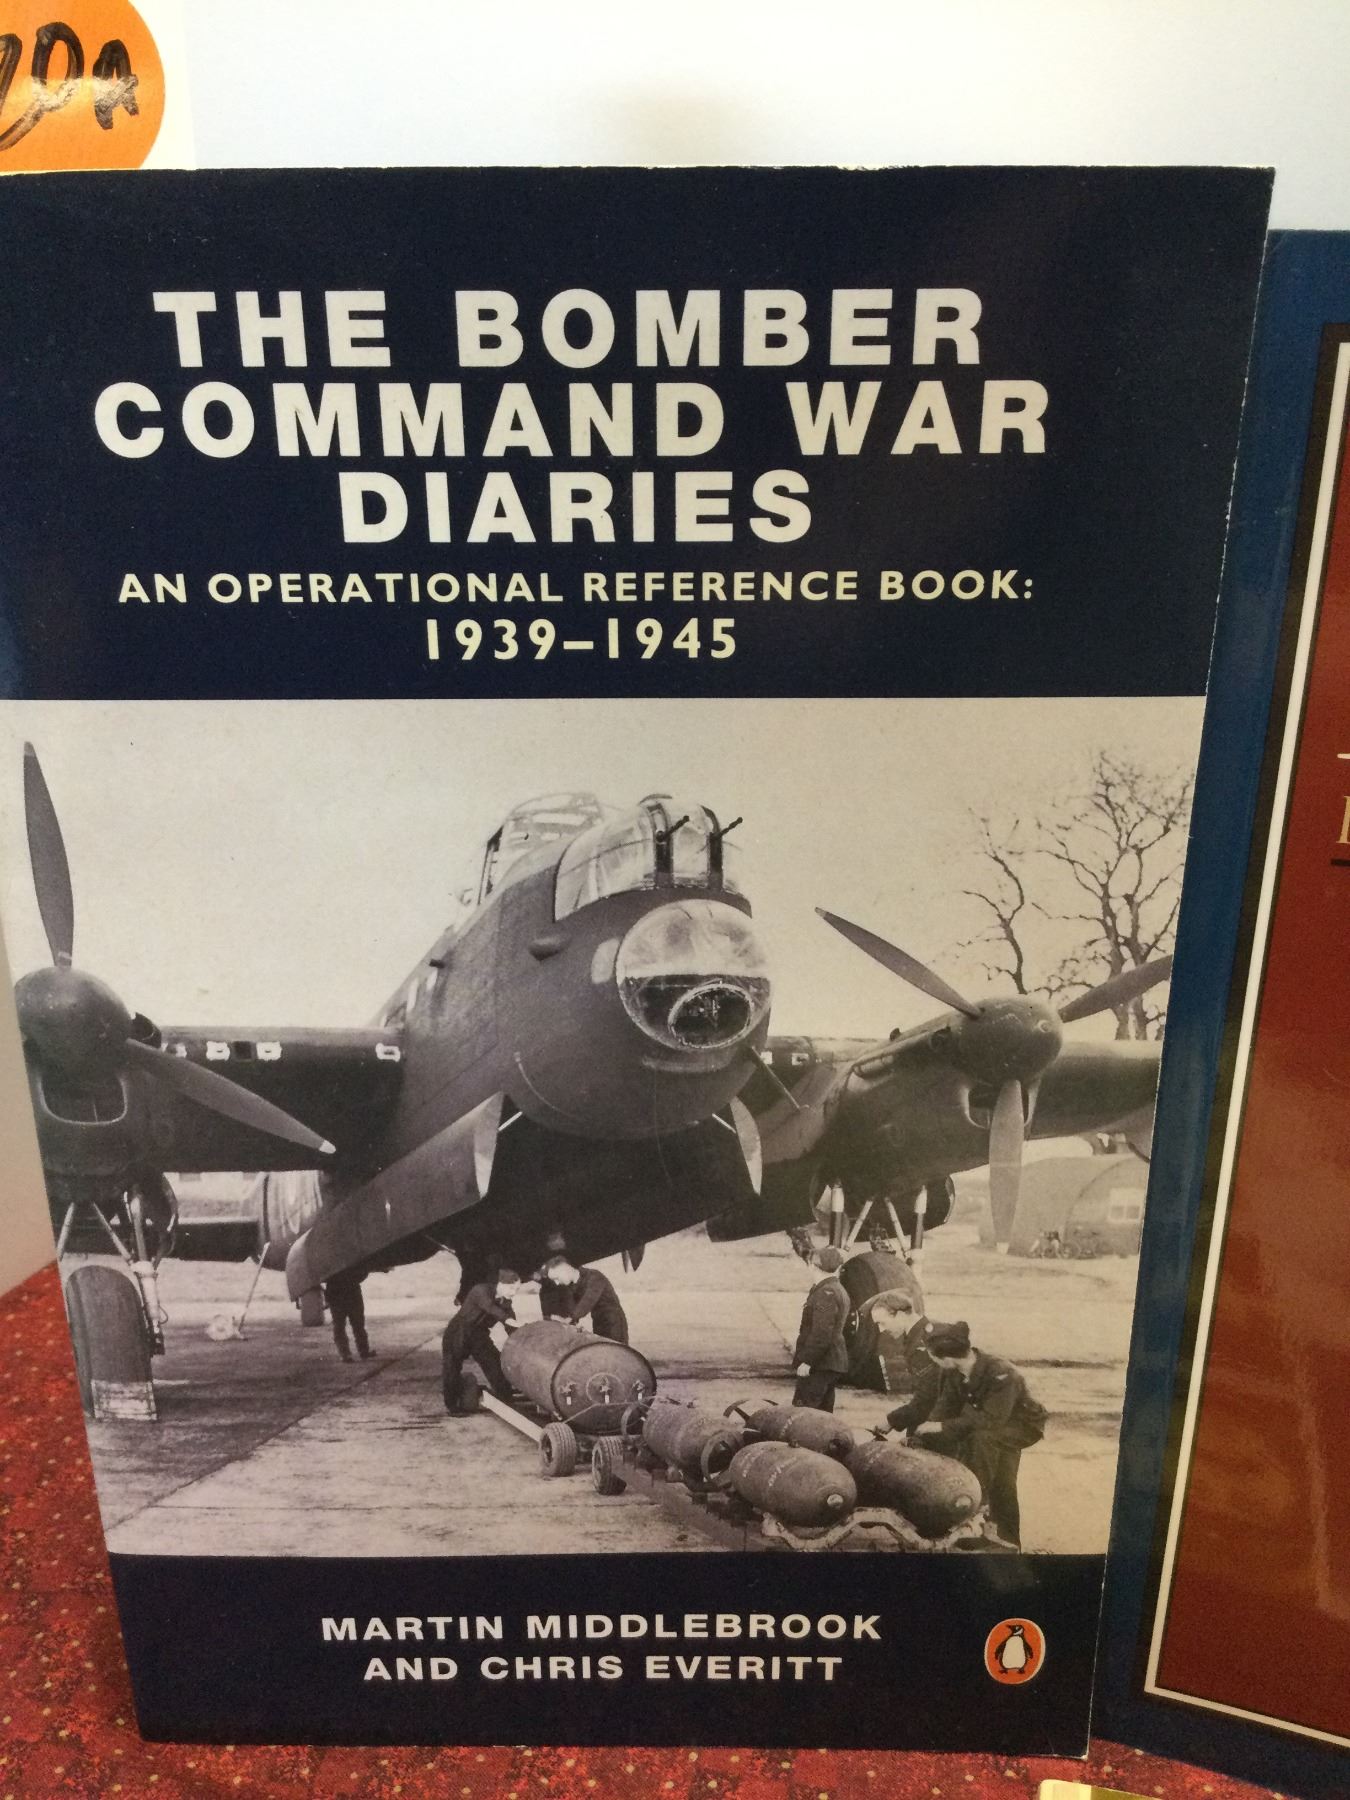 THE BOMBER
COMMAND WAR
DIARIES
AN OPERATIONAL REFERENCE BOOK:
1939–1945
MARTIN MIDDLEBROOK
AND CHRIS EVERITT